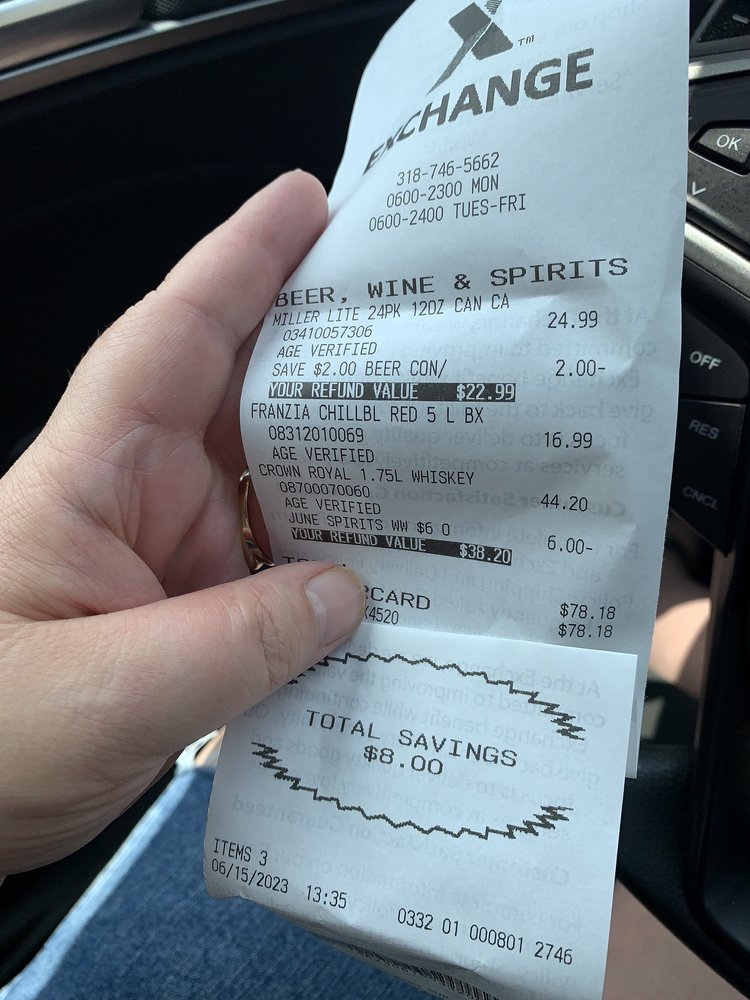 TM
EXCHANGE
318-746-5662
0600-2300 MON
0600-2400 TUES-FRI
BEER, WINE & SPIRITS
MILLER LITE 24PK 12OZ CAN CA 24.99
03410057306
AGE VERIFIED
SAVE $2.00 BEER CON/ 2.00-
YOUR REFUND VALUE $22.99
FRANZIA CHILLBL RED 5 L BX
08312010069 16.99
AGE VERIFIED
CROWN ROYAL 1.75L WHISKEY
08700070060 44.20
AGE VERIFIED
JUNE SPIRITS WW $6 O 6.00-
YOUR REFUND VALUE $38.20
$78.18
RCARD $78.18
X4520
TOTAL SAVINGS
$8.00
ITEMS 3
06/15/2023 13:35 0332 01 000801 2746
OK
OFF
RES
CNCL